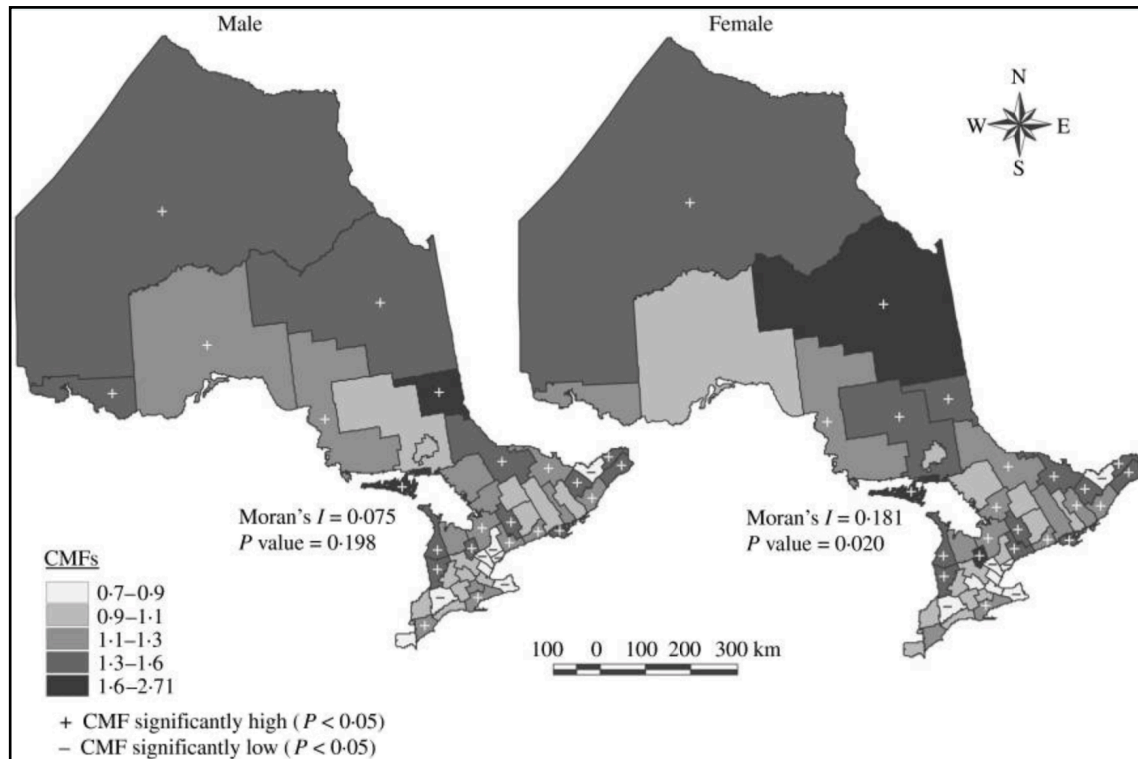 Male
Female
N
W E
S
Moran's I = 0·075
P value = 0·198
Moran's I = 0·181
P value = 0·020
CMFs
0·7–0·9
0·9–1·1
1·1–1·3
1·3–1·6
1·6–2·71
100 0 100 200 300 km
+ CMF significantly high (P < 0·05)
– CMF significantly low (P < 0·05)